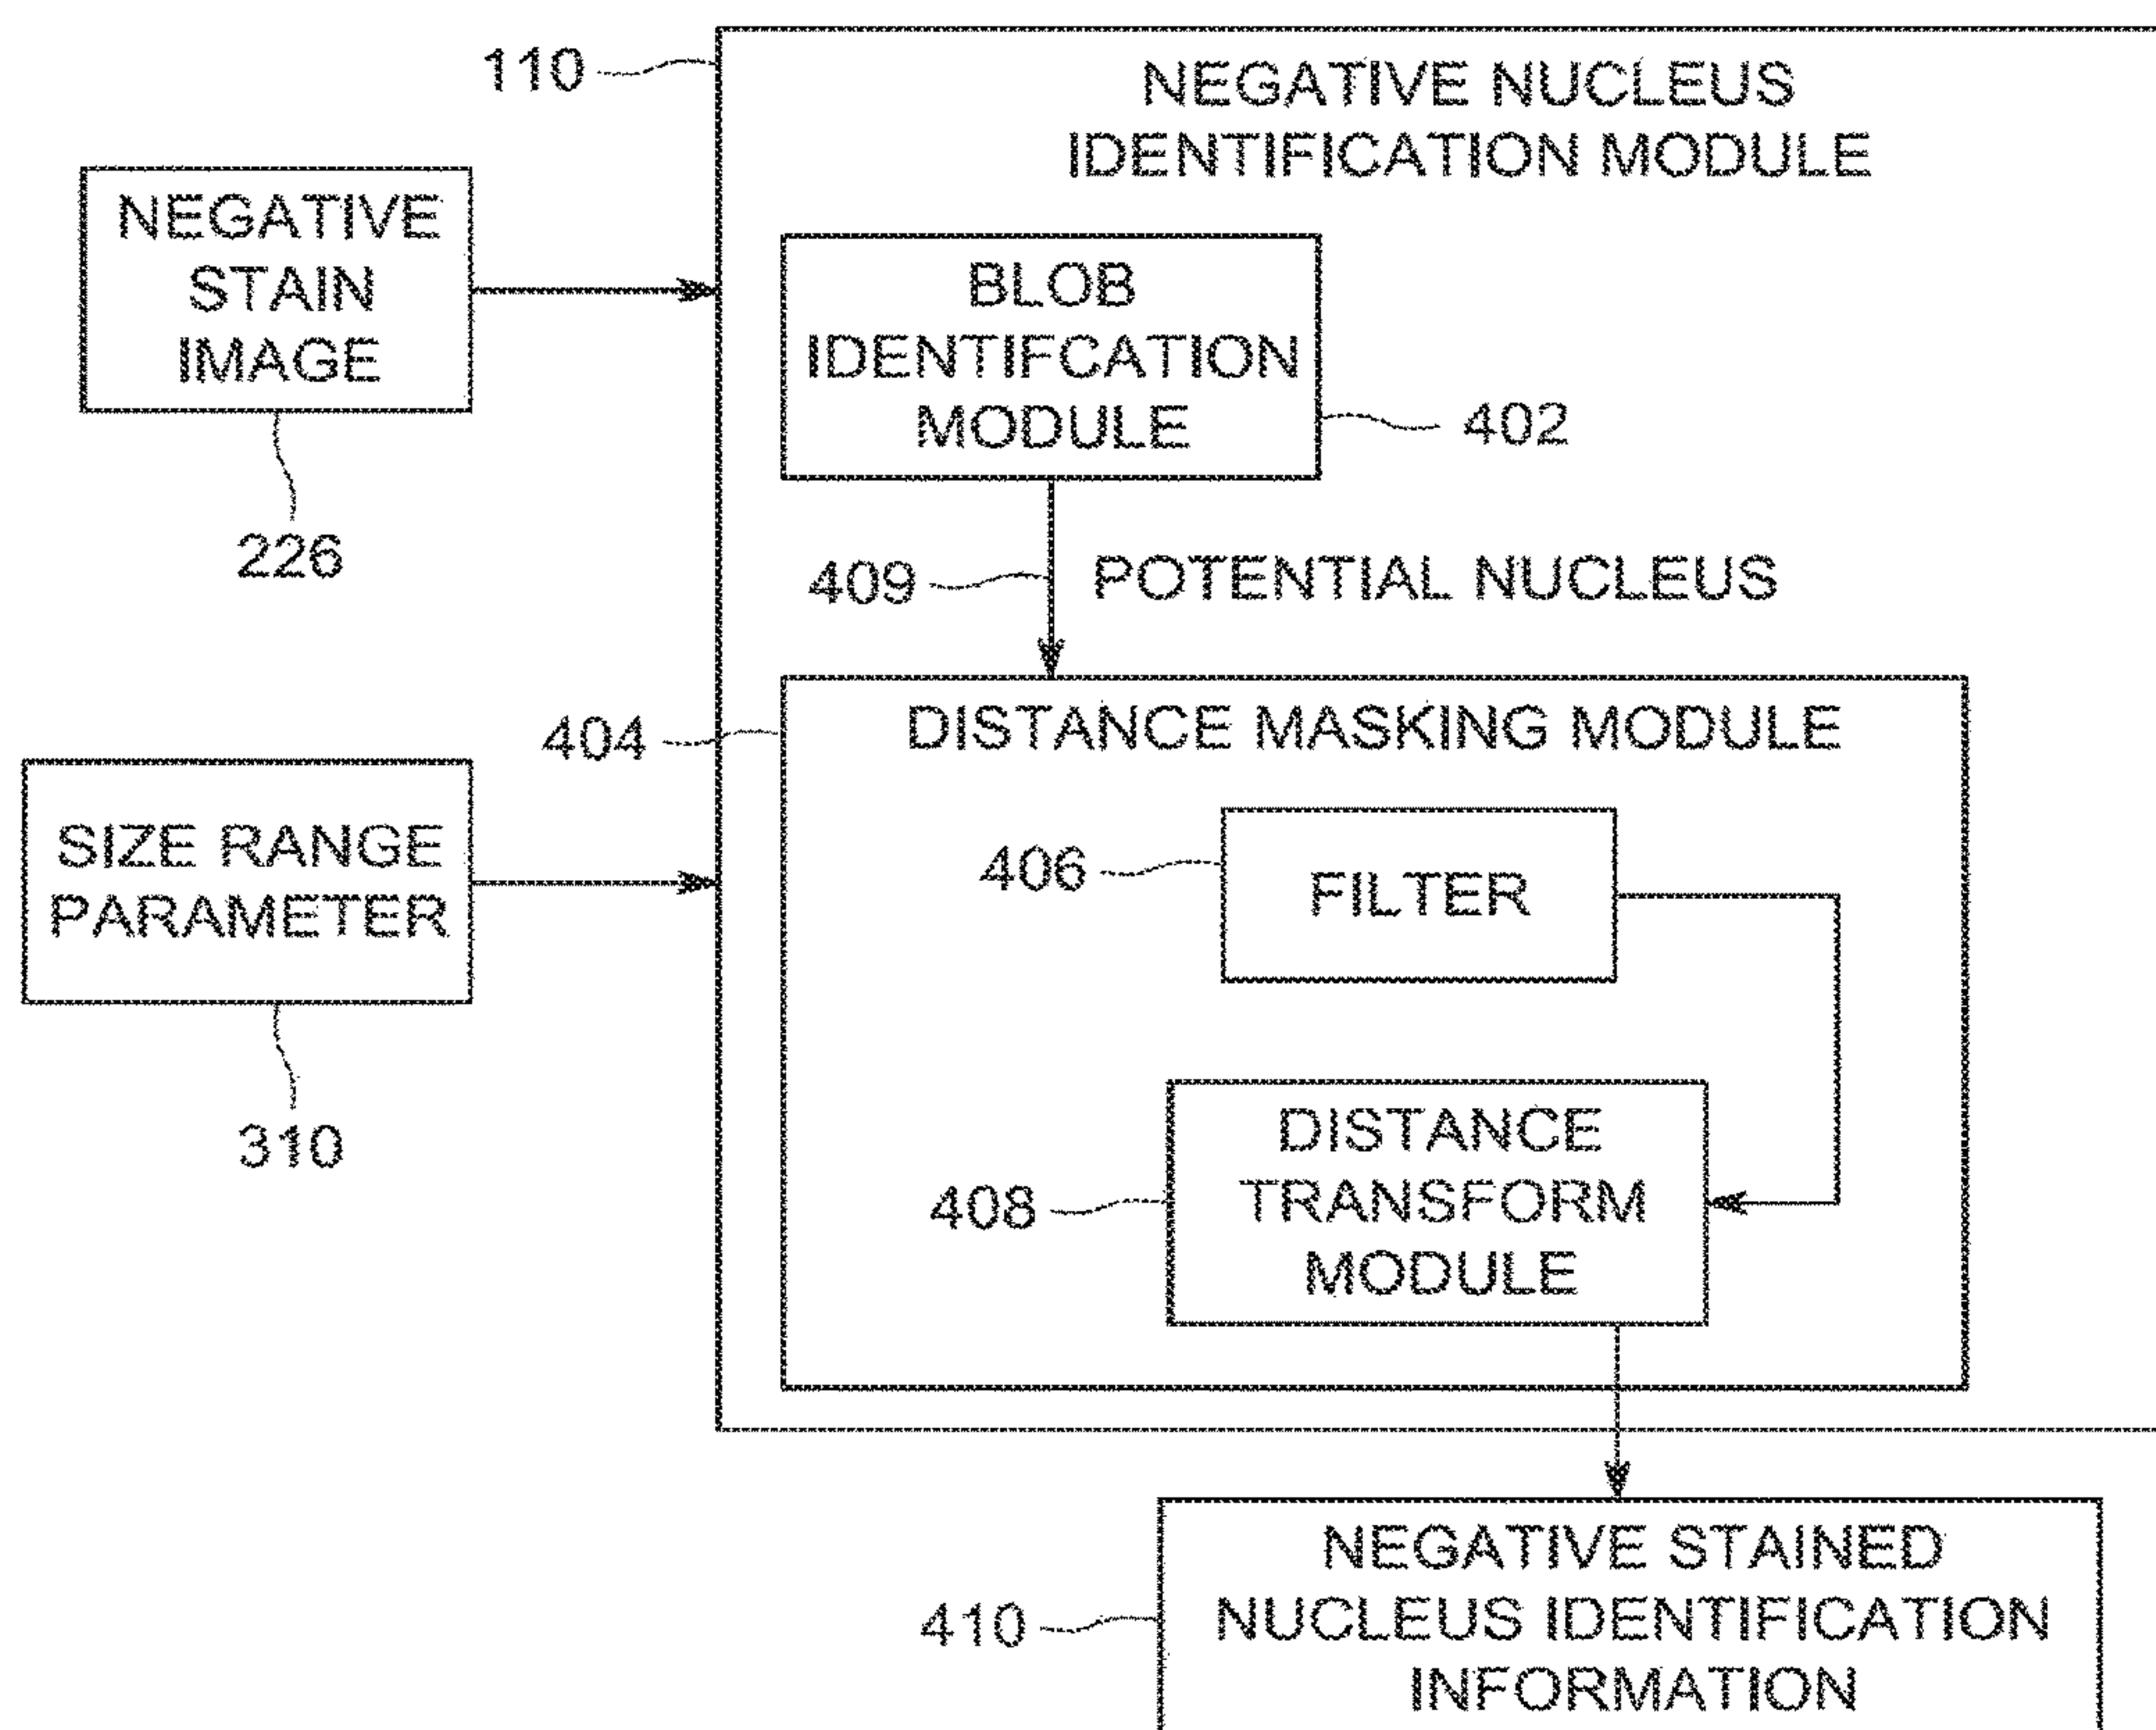 110
NEGATIVE NUCLEUS
IDENTIFICATION MODULE
NEGATIVE
STAIN
IMAGE
226
BLOB
IDENTIFCATION
MODULE
402
409
POTENTIAL NUCLEUS
404
DISTANCE MASKING MODULE
SIZE RANGE
PARAMETER
310
406
FILTER
408
DISTANCE
TRANSFORM
MODULE
410
NEGATIVE STAINED
NUCLEUS IDENTIFICATION
INFORMATION